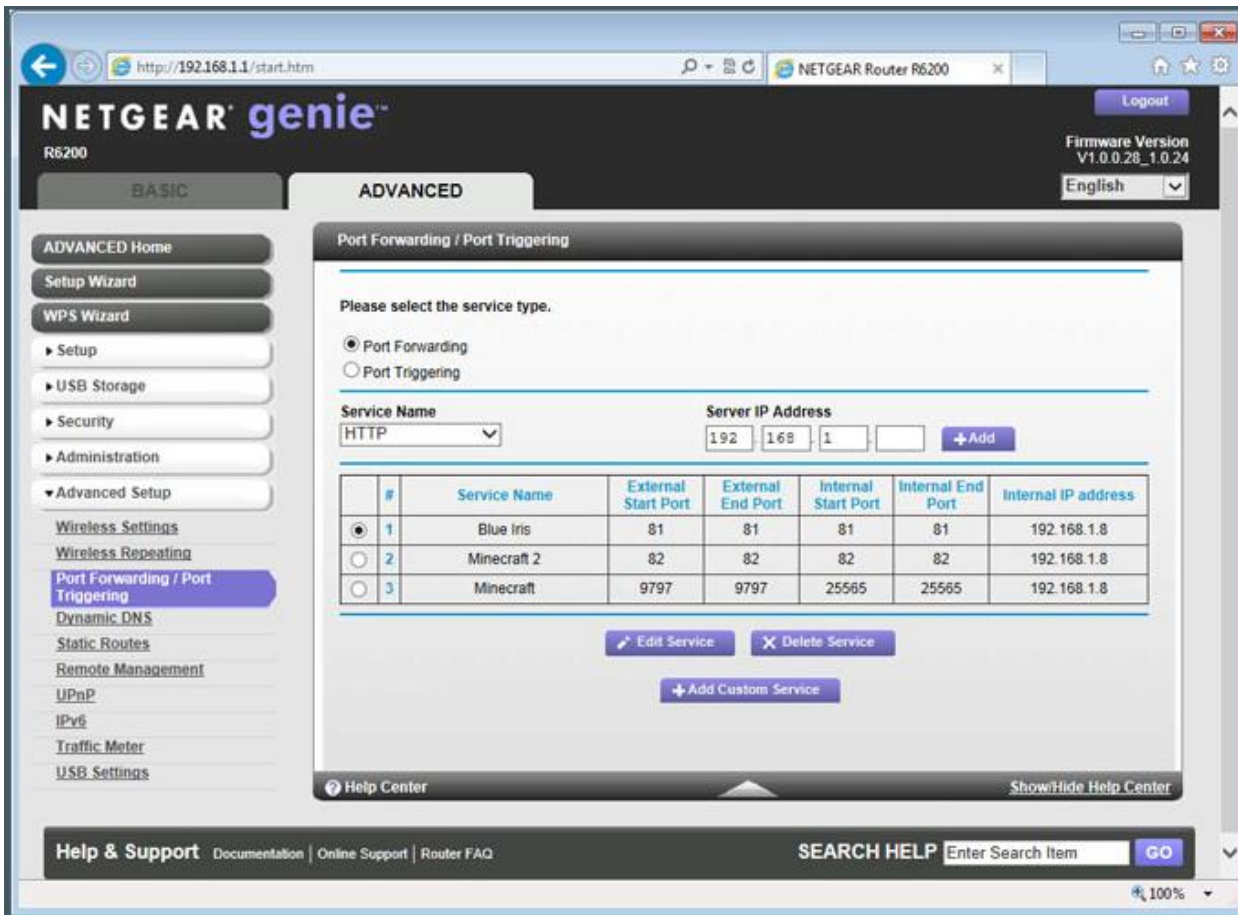 http://192.168.1.1/start.htm
NETGEAR Router R6200
NETGEAR® genie™
Logout
R6200
Firmware Version
V1.0.0.28_1.0.24
BASIC
ADVANCED
English
ADVANCED Home
Setup Wizard
WPS Wizard
Setup
USB Storage
Security
Administration
Advanced Setup
Wireless Settings
Wireless Repeating
Port Forwarding / Port
Triggering
Dynamic DNS
Static Routes
Remote Management
UPnP
IPv6
Traffic Meter
USB Settings
Port Forwarding / Port Triggering
Please select the service type.
Port Forwarding
Port Triggering
Service Name Server IP Address
HTTP 192 . 168 . 1 . +Add
# Service Name External Start Port External End Port Internal Start Port Internal End Port Internal IP address
1 Blue Iris 81 81 81 81 192.168.1.8
2 Minecraft 2 82 82 82 82 192.168.1.8
3 Minecraft 9797 9797 25565 25565 192.168.1.8
Edit Service X Delete Service
+Add Custom Service
? Help Center Show/Hide Help Center
Help & Support Documentation | Online Support | Router FAQ SEARCH HELP Enter Search Item GO
100%